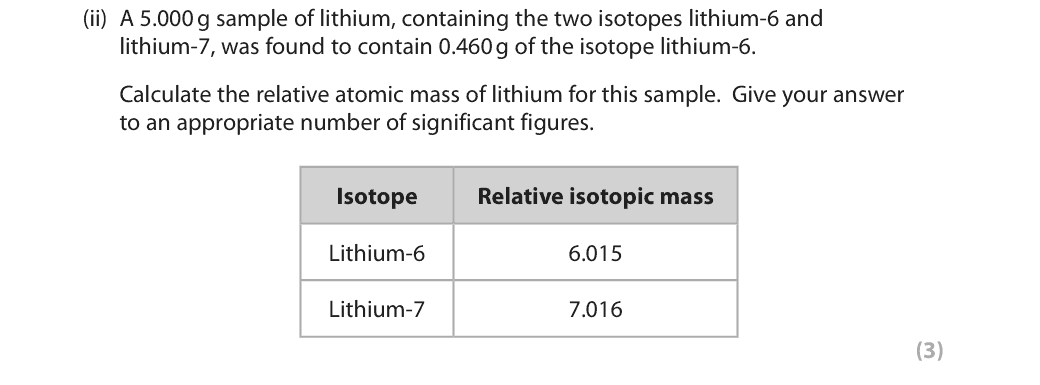 (ii) A 5.000 g sample of lithium, containing the two isotopes lithium-6 and
lithium-7, was found to contain 0.460 g of the isotope lithium-6.
Calculate the relative atomic mass of lithium for this sample. Give your answer
to an appropriate number of significant figures.
Isotope Relative isotopic mass
Lithium-6 6.015
Lithium-7 7.016
(3)